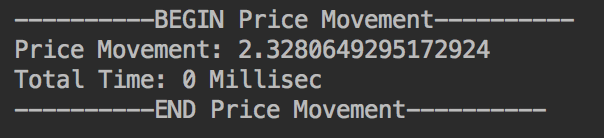 ----------BEGIN Price Movement----------
Price Movement: 2.3280649295172924
Total Time: 0 Millisec
----------END Price Movement----------